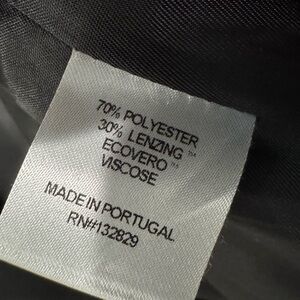 70% POLYESTER
30% LENZING™
ECOVERO™
VISCOSE
MADE IN PORTUGAL
RN#132829